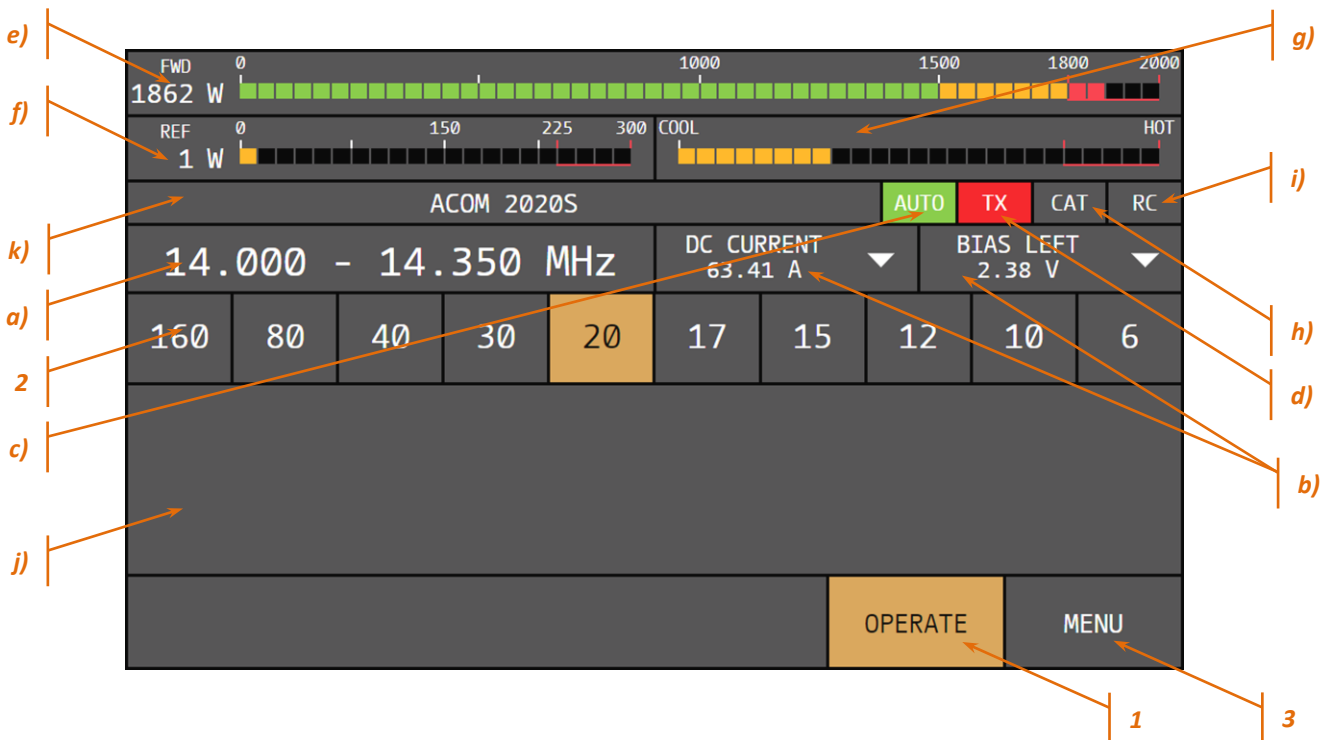 e)
g)
FWD 0 1000 1500 1800 2000
1862 W
f)
REF 0 150 225 300 COOL HOT
1 W
i)
ACOM 2020S AUTO TX CAT RC
k)
14.000 - 14.350 MHz DC CURRENT BIAS LEFT
63.41 A 2.38 V
a)
h)
160 80 40 30 20 17 15 12 10 6
2
d)
c)
b)
j)
OPERATE MENU
1 3